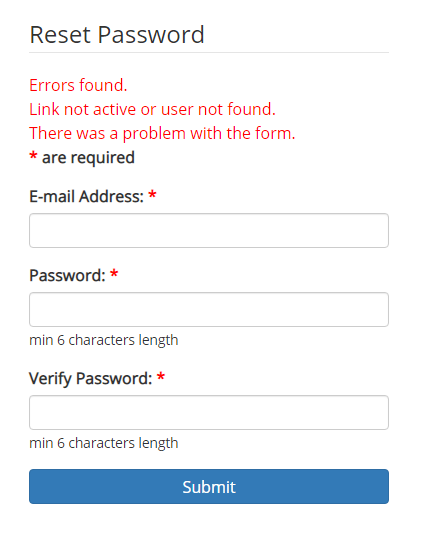 Reset Password
Errors found.
Link not active or user not found.
There was a problem with the form.
* are required
E-mail Address: *
Password: *
min 6 characters length
Verify Password: *
min 6 characters length
Submit